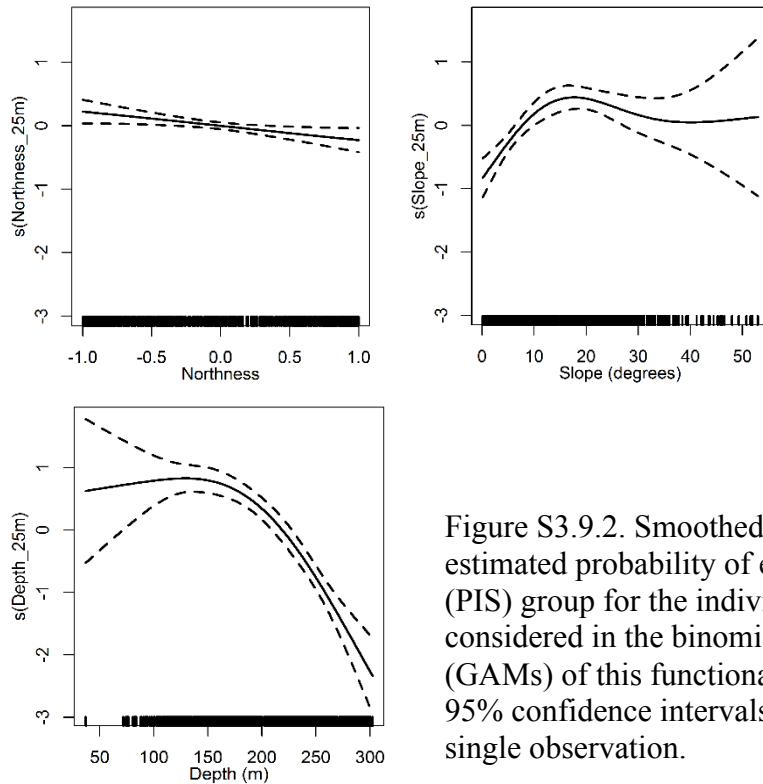 1
0
-1
-2
-3
s(Northness_25m)
-1.0 -0.5 0.0 0.5 1.0
Northness
1
0
-1
-2
-3
s(Slope_25m)
0 10 20 30 40 50
Slope (degrees)
1
0
-1
-2
-3
s(Depth_25m)
50 100 150 200 250 300
Depth (m)
Figure S3.9.2. Smoothed
estimated probability of
(PIS) group for the
considered in the
(GAMs) of this
95% confidence intervals
single observation.